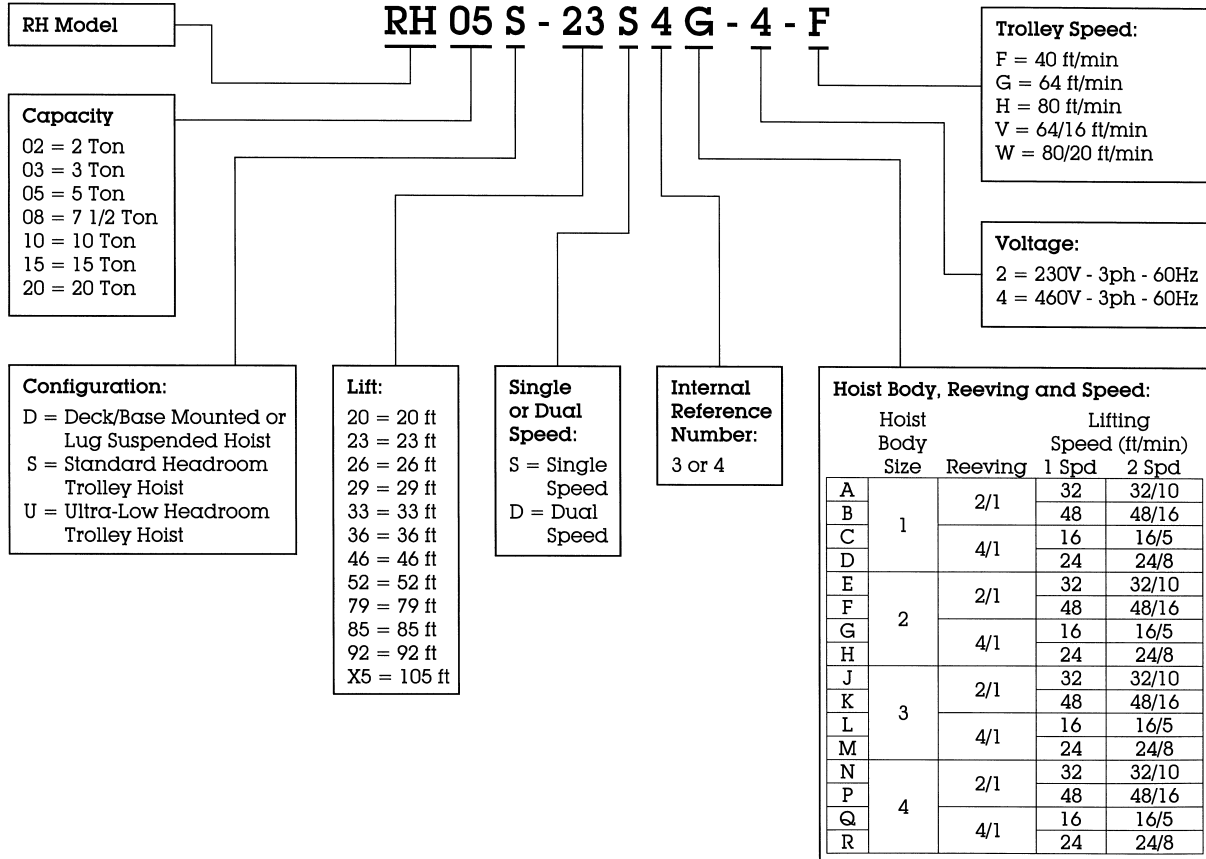 RH 05 S - 23 S 4 G - 4 - F
RH Model
Capacity
02 = 2 Ton
03 = 3 Ton
05 = 5 Ton
08 = 7 1/2 Ton
10 = 10 Ton
15 = 15 Ton
20 = 20 Ton
Trolley Speed:
F = 40 ft/min
G = 64 ft/min
H = 80 ft/min
V = 64/16 ft/min
W = 80/20 ft/min
Voltage:
2 = 230V - 3ph - 60Hz
4 = 460V - 3ph - 60Hz
Configuration:
D = Deck/Base Mounted or
Lug Suspended Hoist
S = Standard Headroom
Trolley Hoist
U = Ultra-Low Headroom
Trolley Hoist
Lift:
20 = 20 ft
23 = 23 ft
26 = 26 ft
29 = 29 ft
33 = 33 ft
36 = 36 ft
46 = 46 ft
52 = 52 ft
79 = 79 ft
85 = 85 ft
92 = 92 ft
X5 = 105 ft
Single
or Dual
Speed:
S = Single
Speed
D = Dual
Speed
Internal
Reference
Number:
3 or 4
Hoist Body, Reeving and Speed:
Hoist Lifting
Body Speed (ft/min)
Size Reeving 1 Spd 2 Spd
A 1 2/1 32 32/10
B 48 48/16
C 4/1 16 16/5
D 24 24/8
E 2 2/1 32 32/10
F 48 48/16
G 4/1 16 16/5
H 24 24/8
J 3 2/1 32 32/10
K 48 48/16
L 4/1 16 16/5
M 24 24/8
N 4 2/1 32 32/10
P 48 48/16
Q 4/1 16 16/5
R 24 24/8